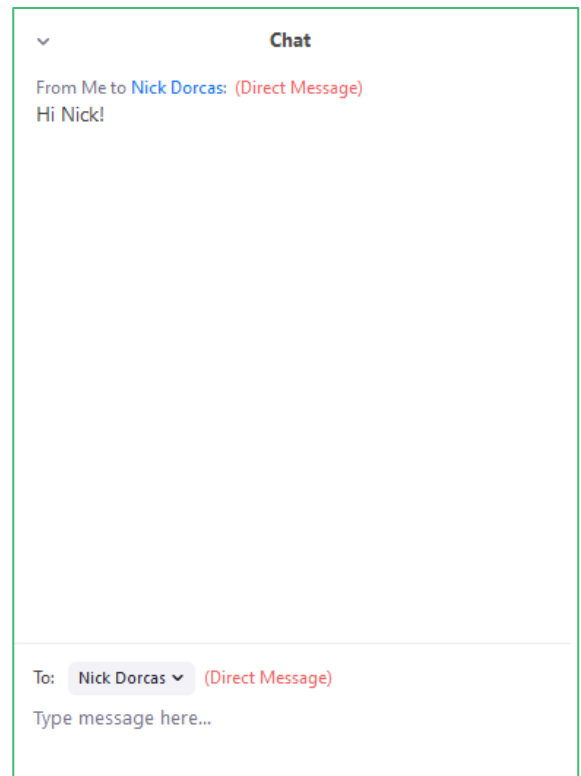 Chat
From Me to Nick Dorcas: (Direct Message)
Hi Nick!
To: Nick Dorcas (Direct Message)
Type message here...